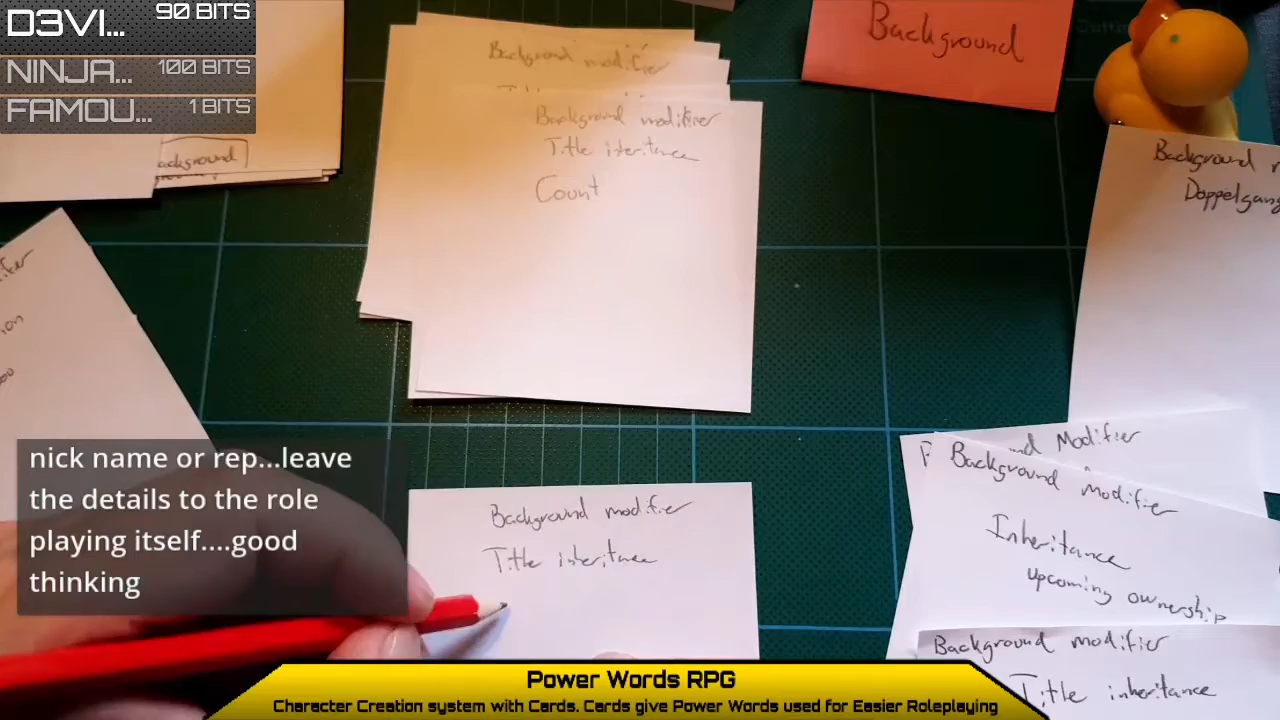 D3VI... 90 BITS
NINJA... 100 BITS
FAMOU... 1 BITS
Background
Background modifier
Background modifier
Title iteritance
Count
Background
Doppelgang
nick name or rep...leave
the details to the role
playing itself....good
thinking
Background modifier
Title inheritance
Modifier
Background modifier
Inheritance
upcoming ownership
Background modifier
Title inheritance
Power Words RPG
Character Creation system with Cards. Cards give Power Words used for Easier Roleplaying